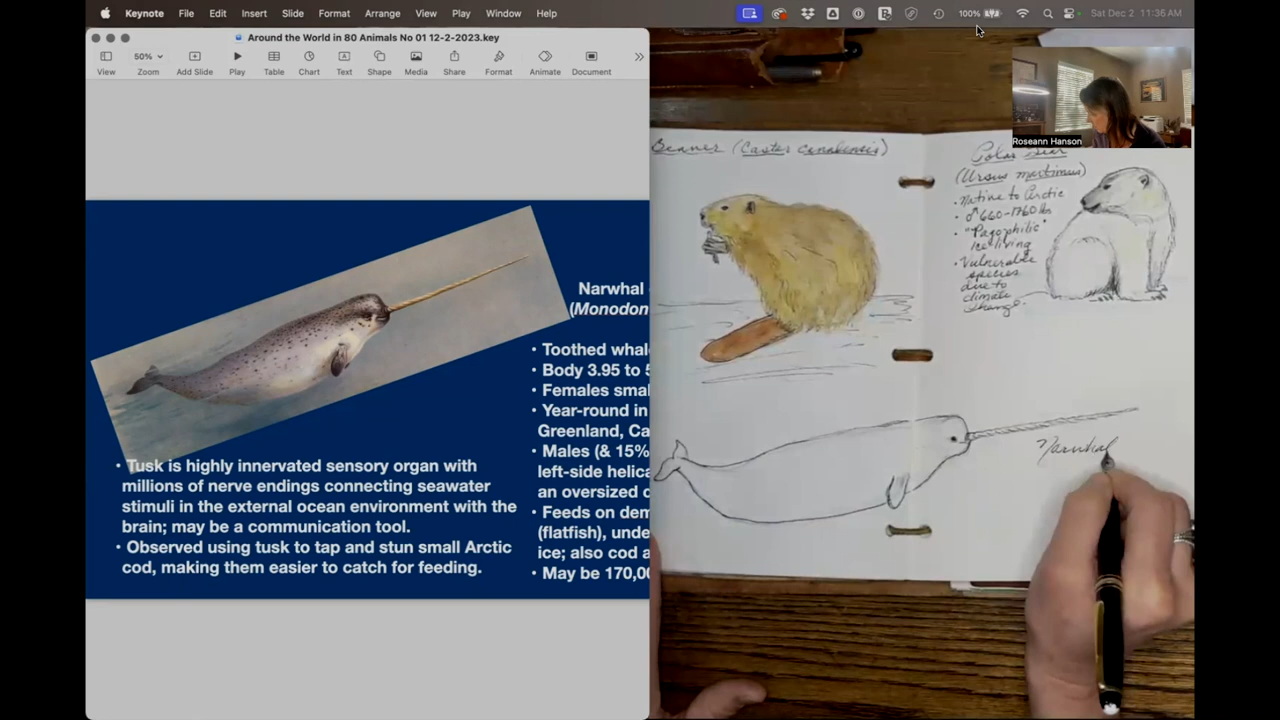 Keynote File Edit Insert Slide Format Arrange View Play Window Help
100%
Sat Dec 2 11:36 AM
Around the World in 80 Animals No 01 12-2-2023.key
50%
View Zoom Add Slide Play Table Chart Text Shape Media Share Format Animate Document
Narwhal
(Monodon
• Toothed whal
• Body 3.95 to
• Females smal
• Year-round in
Greenland, Ca
• Males (& 15%
left-side helica
an oversized
• Feeds on dem
(flatfish), unde
ice; also cod a
• May be 170,00
• Tusk is highly innervated sensory organ with
millions of nerve endings connecting seawater
stimuli in the external ocean environment with the
brain; may be a communication tool.
• Observed using tusk to tap and stun small Arctic
cod, making them easier to catch for feeding.
Roseann Hanson
(Castor canadensis)
Polar Bear
(Ursus maritimus)
• Native to Arctic
• ♂ 660-1760 lbs
• "Pagophilic"
ice living
• Vulnerable
species
due to
climate
change.
Narwhal